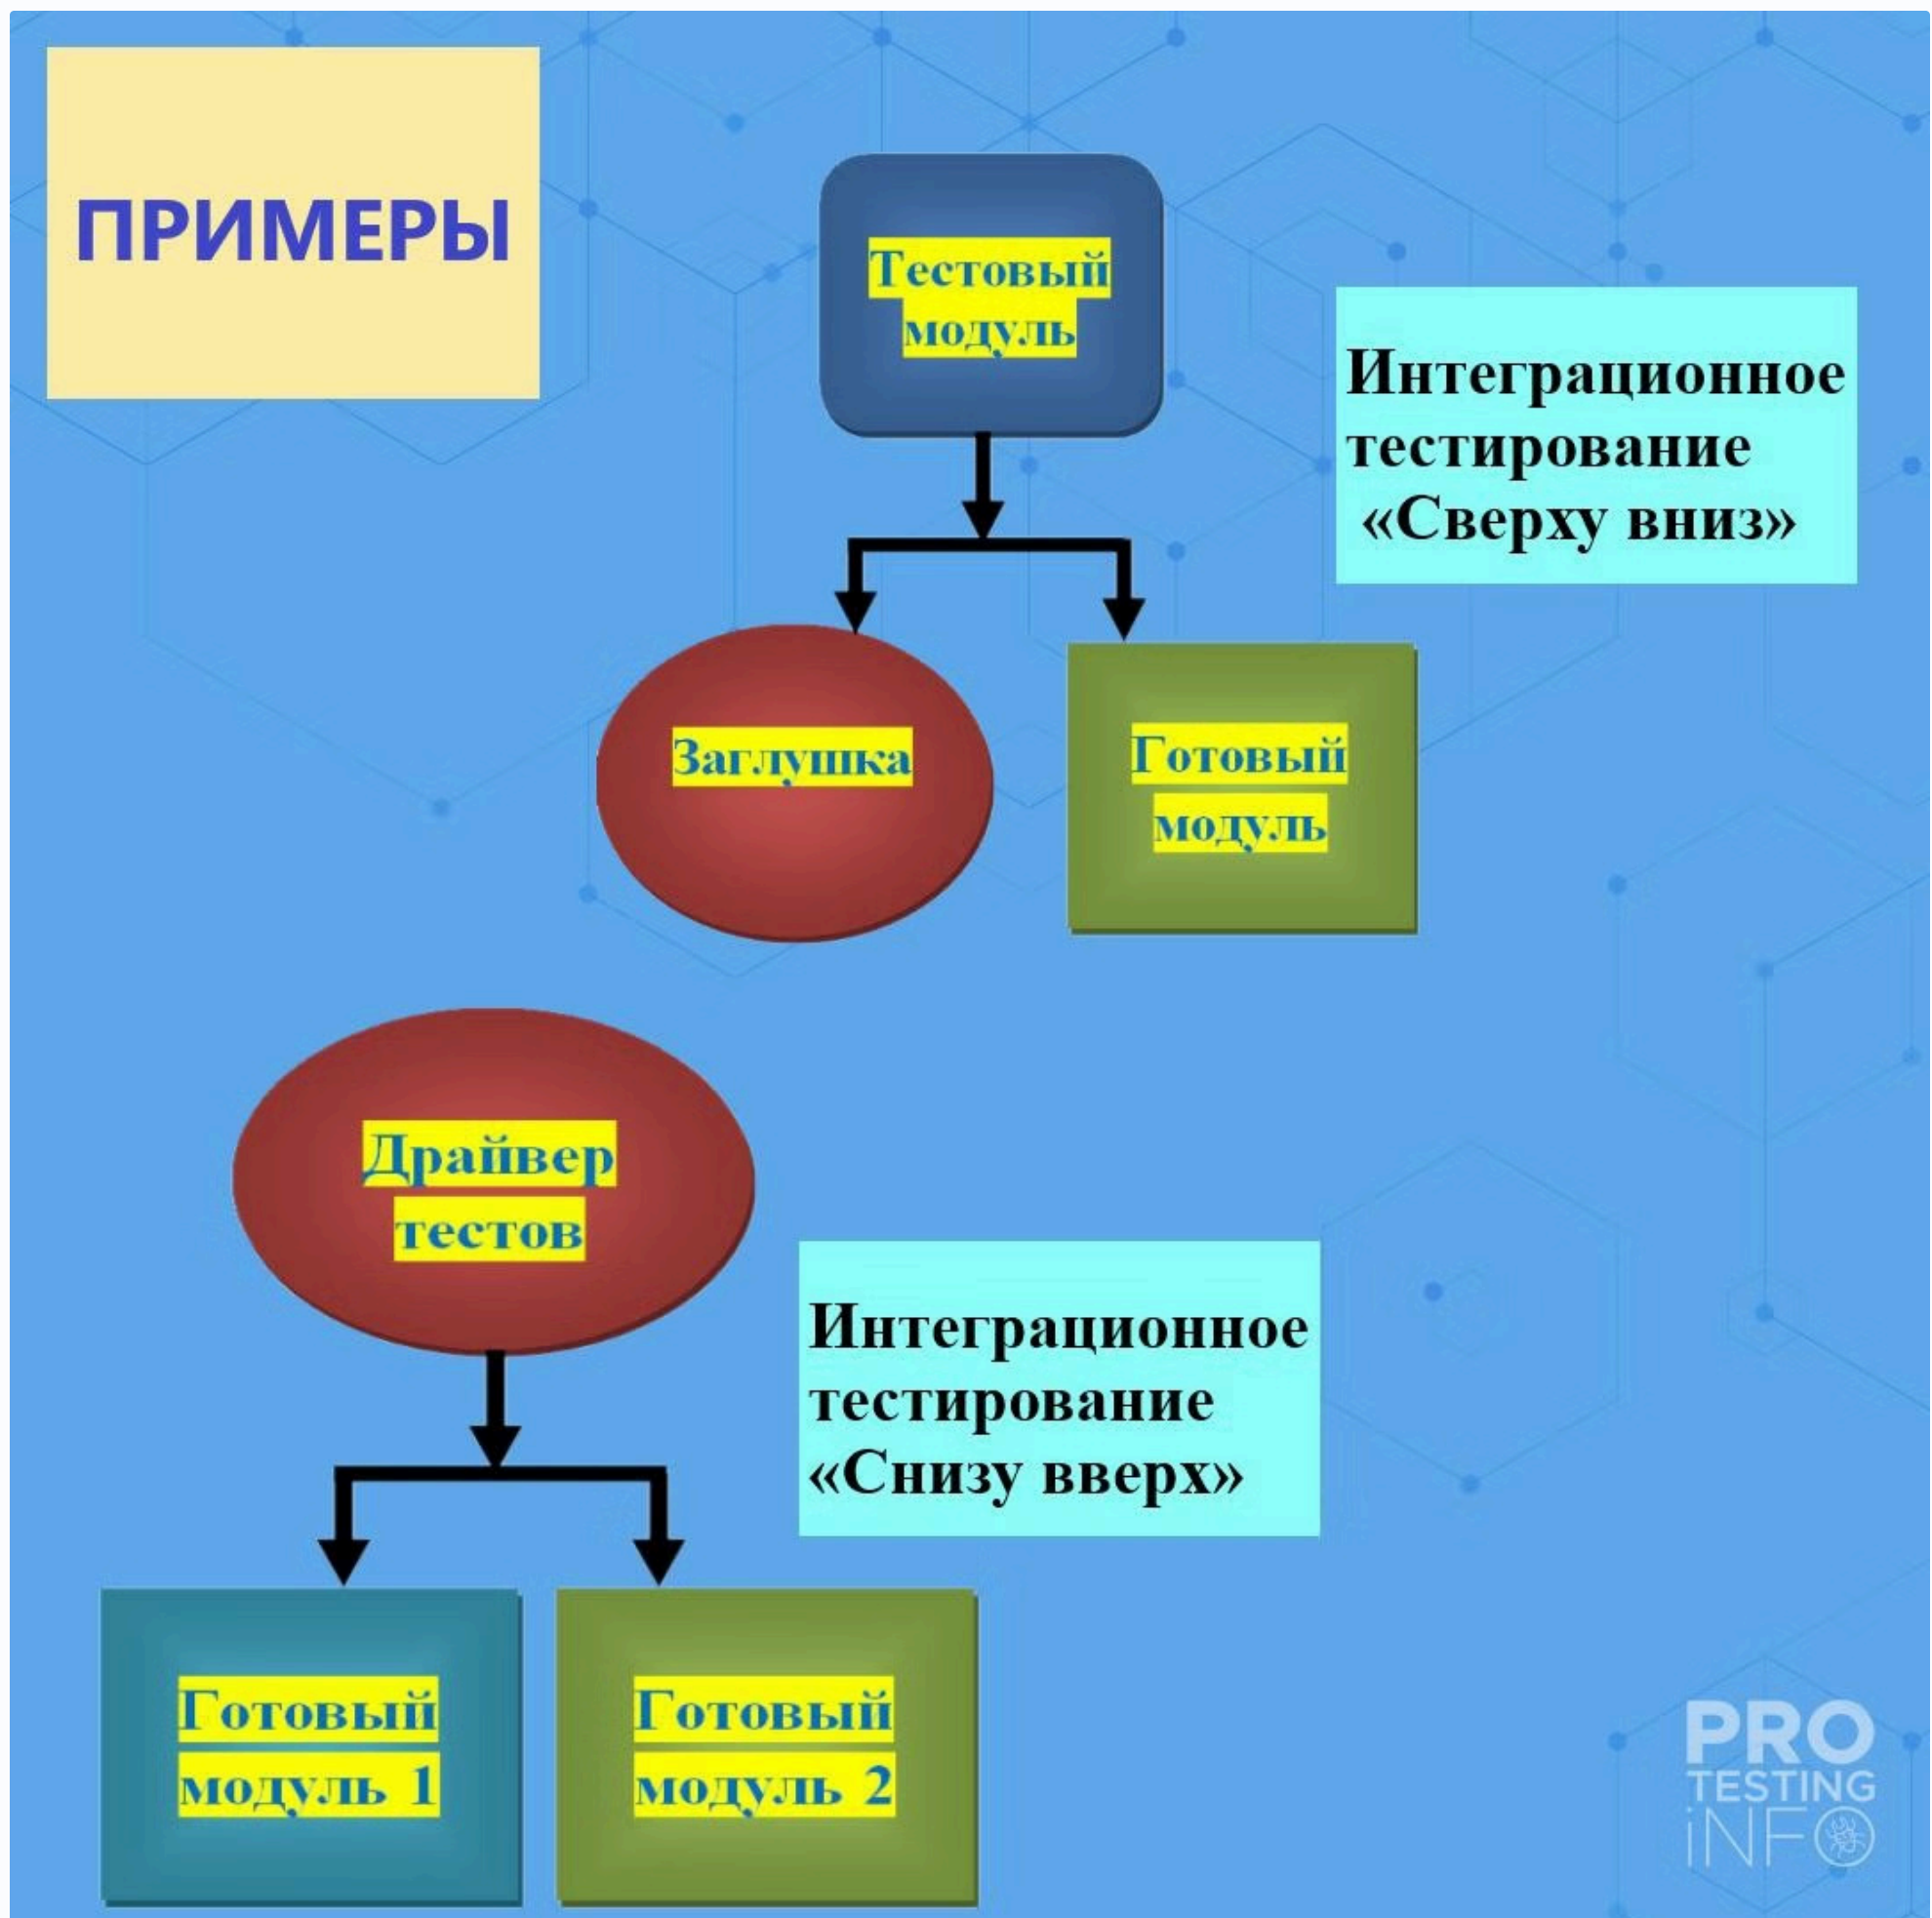 ПРИМЕРЫ
Тестовый
модуль
Интеграционное
тестирование
«Сверху вниз»
Заглушка
Готовый
модуль
Драйвер
тестов
Интеграционное
тестирование
«Снизу вверх»
Готовый
модуль 1
Готовый
модуль 2
PRO
TESTING
iNFO